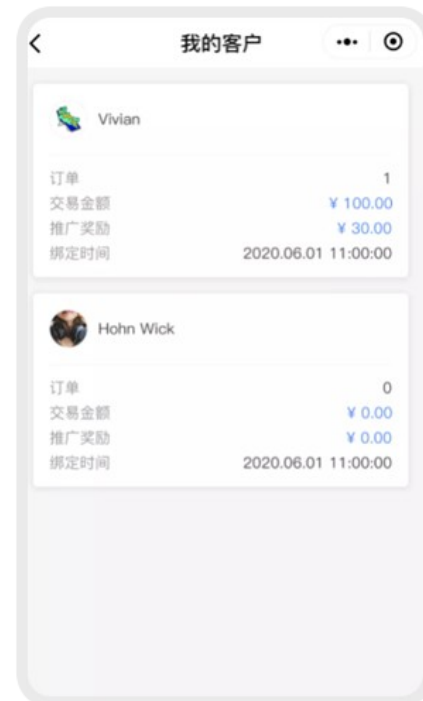 我的客户
Vivian
订单 1
交易金额 ¥ 100.00
推广奖励 ¥ 30.00
绑定时间 2020.06.01 11:00:00
Hohn Wick
订单 0
交易金额 ¥ 0.00
推广奖励 ¥ 0.00
绑定时间 2020.06.01 11:00:00